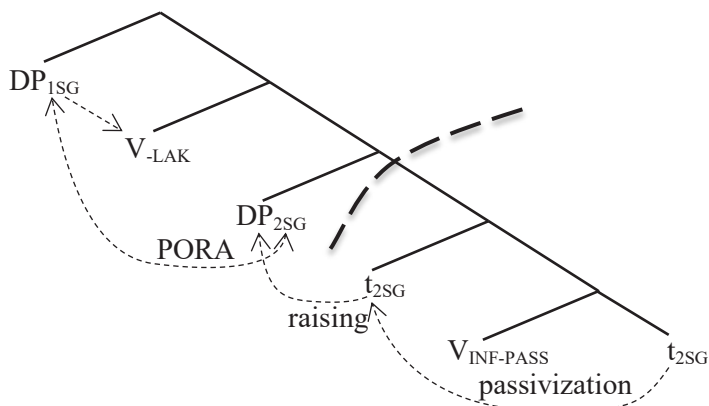 DP1SG
V-LAK
DP2SG
PORA
t2SG
raising
VINF-PASS
t2SG
passivization